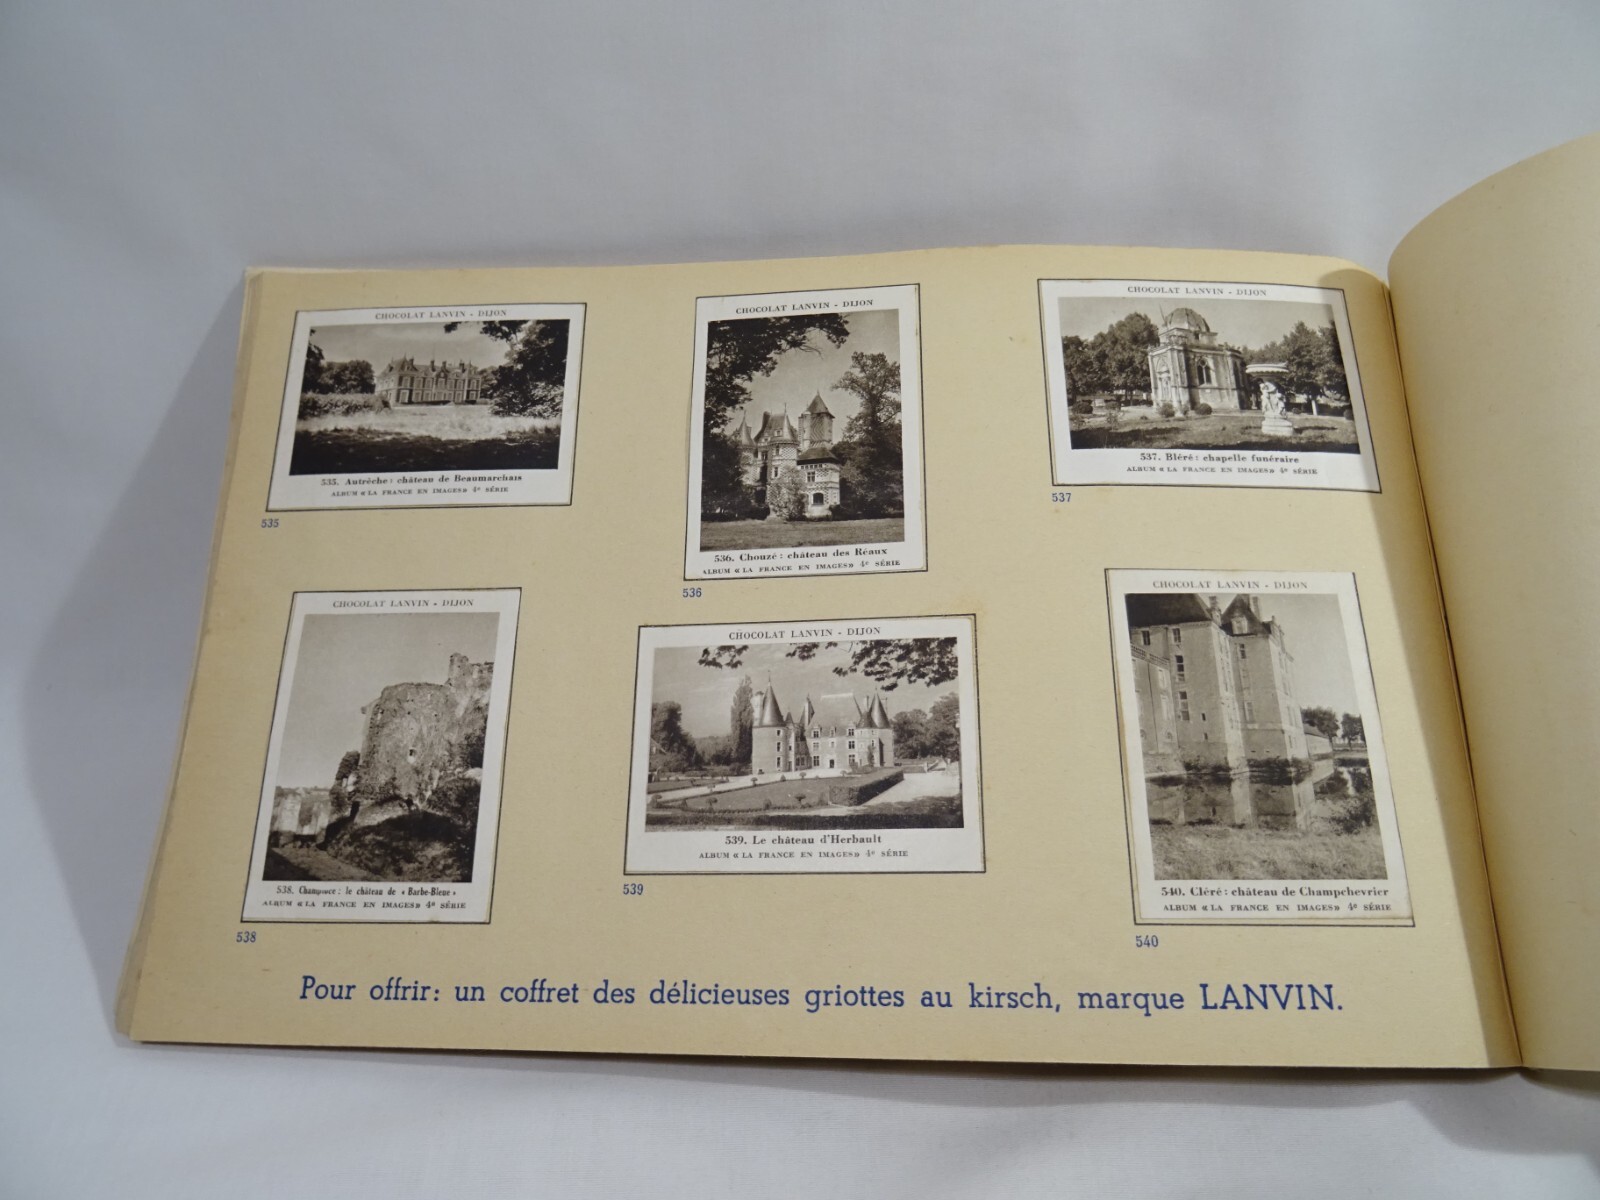 CHOCOLAT LANVIN - DIJON
535. Autrêche : château de Beaumarchais
ALBUM « LA FRANCE EN IMAGES » 4e SÉRIE
535
CHOCOLAT LANVIN - DIJON
536. Chouzé : château des Réaux
ALBUM « LA FRANCE EN IMAGES » 4e SÉRIE
536
CHOCOLAT LANVIN - DIJON
537. Bléré : chapelle funéraire
ALBUM « LA FRANCE EN IMAGES » 4e SÉRIE
537
CHOCOLAT LANVIN - DIJON
538. Champtocé : le château de « Barbe-Bleue »
ALBUM « LA FRANCE EN IMAGES » 4e SÉRIE
538
CHOCOLAT LANVIN - DIJON
539. Le château d'Herbault
ALBUM « LA FRANCE EN IMAGES » 4e SÉRIE
539
CHOCOLAT LANVIN - DIJON
540. Cléré : château de Champchevrier
ALBUM « LA FRANCE EN IMAGES » 4e SÉRIE
540
Pour offrir: un coffret des délicieuses griottes au kirsch, marque LANVIN.